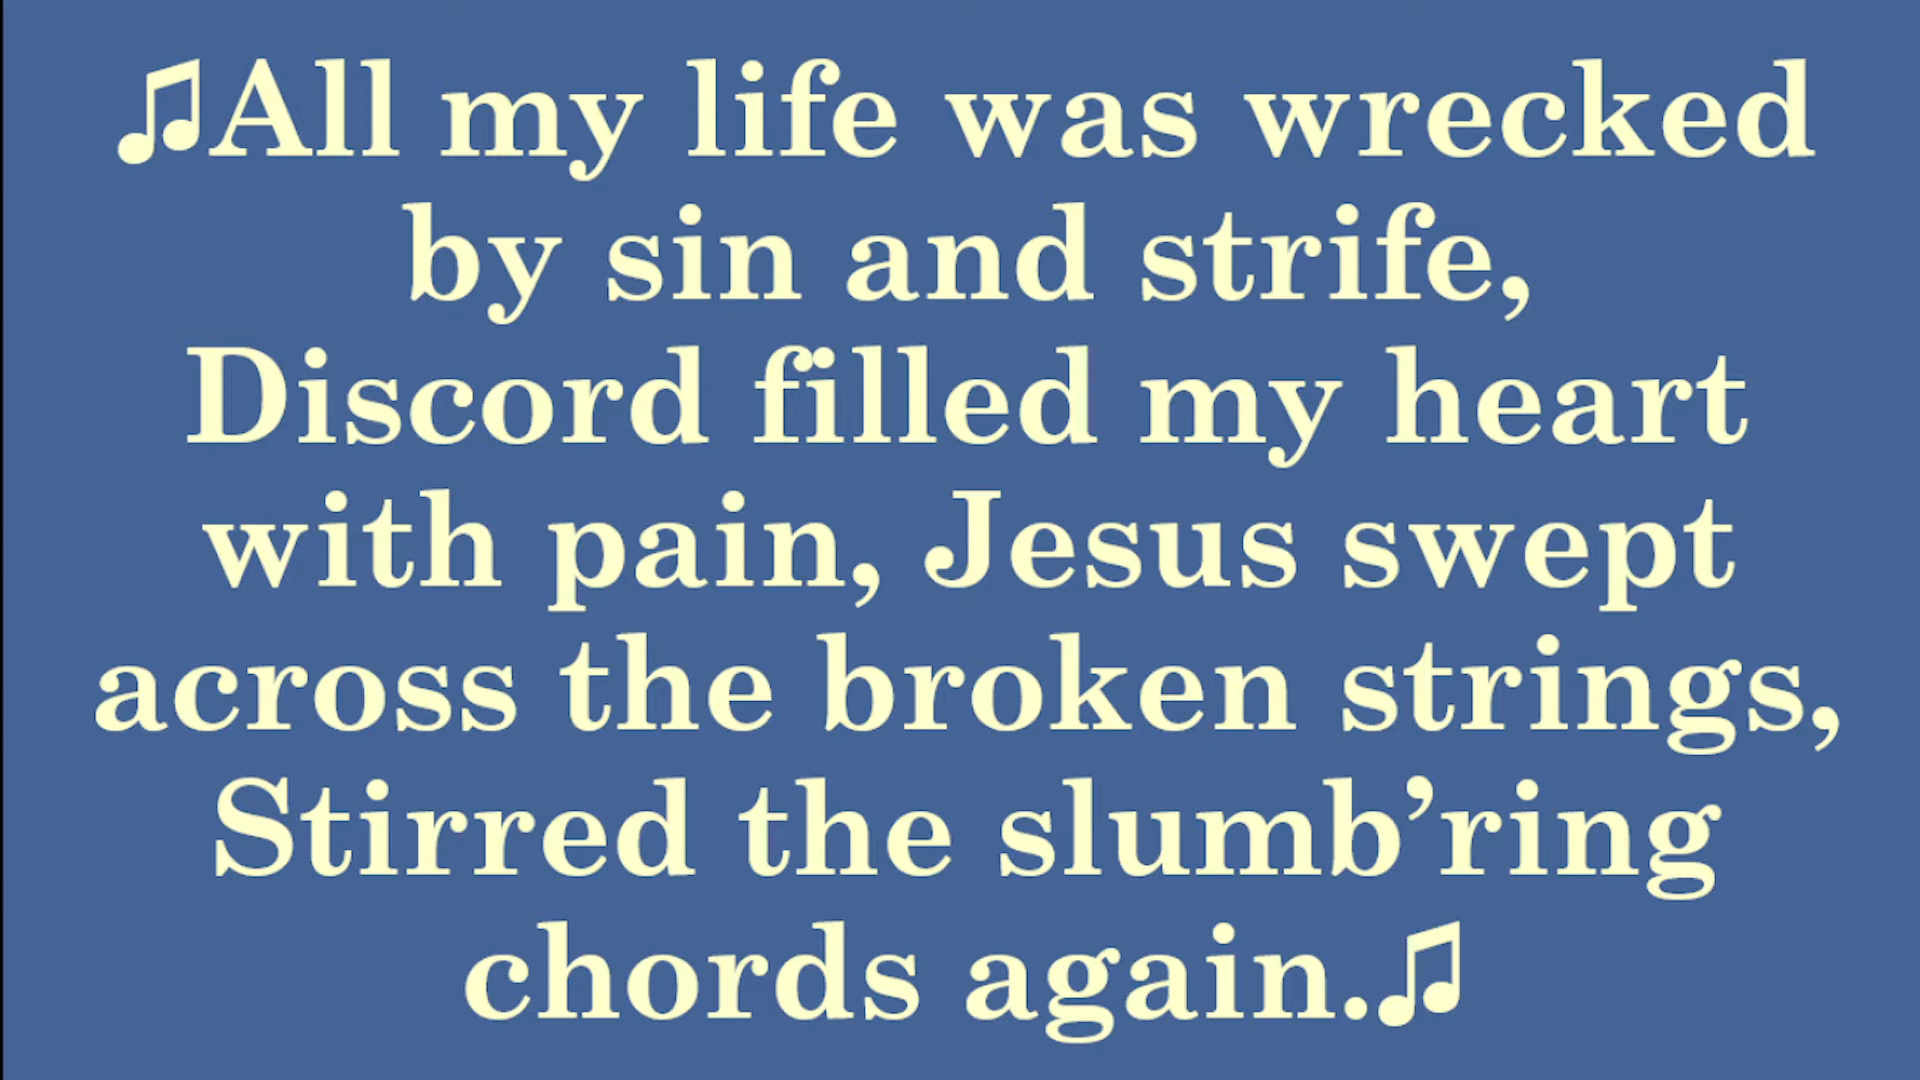 ♫All my life was wrecked
by sin and strife,
Discord filled my heart
with pain, Jesus swept
across the broken strings,
Stirred the slumb’ring
chords again.♫